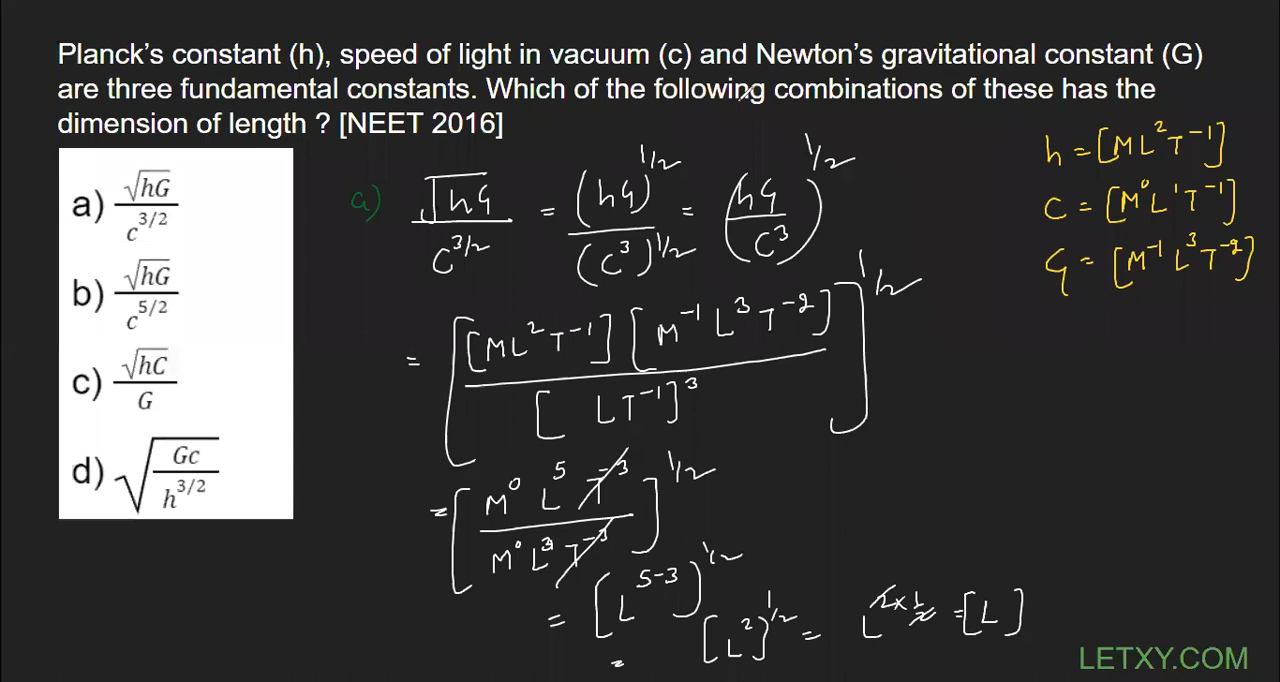 Planck's constant (h), speed of light in vacuum (c) and Newton's gravitational constant (G)
are three fundamental constants. Which of the following combinations of these has the
dimension of length ? [NEET 2016]
a) √hG / c^3/2
b) √hG / c^5/2
c) √hC / G
d) √(Gc / h^3/2)
h = [ML²T⁻¹]
c = [M⁰L¹T⁻¹]
G = [M⁻¹L³T⁻²]
a) √hG / C^3/2 = (hG)^1/2 / (C³)^1/2 = (hG / C³)^1/2
= [[ML²T⁻¹] [M⁻¹L³T⁻²] / [LT⁻¹]³]^1/2
= [M⁰L⁵T⁻³ / M⁰L³T⁻³]^1/2
= [L^5-3]^1/2
= [L²]^1/2 = L^2×1/2 = [L]
LETXY.COM